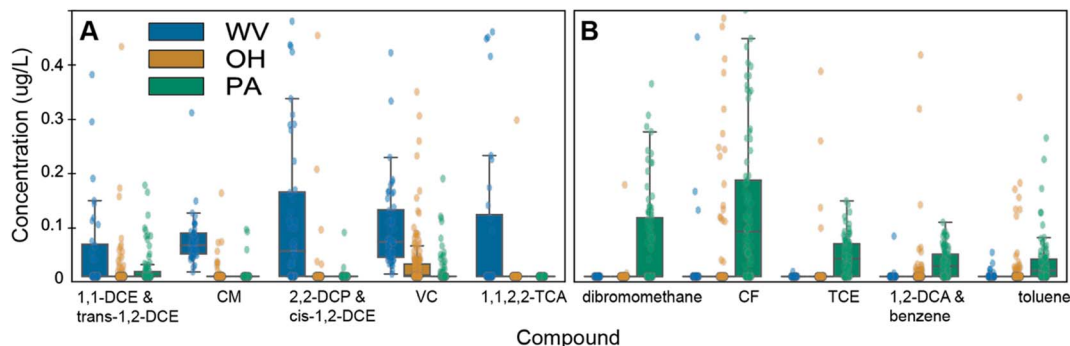 A
B
WV
OH
PA
Concentration (ug/L)
0.4
0.3
0.2
0.1
0
1,1-DCE &
trans-1,2-DCE
CM
2,2-DCP &
cis-1,2-DCE
VC
1,1,2,2-TCA
dibromomethane
CF
TCE
1,2-DCA &
benzene
toluene
Compound